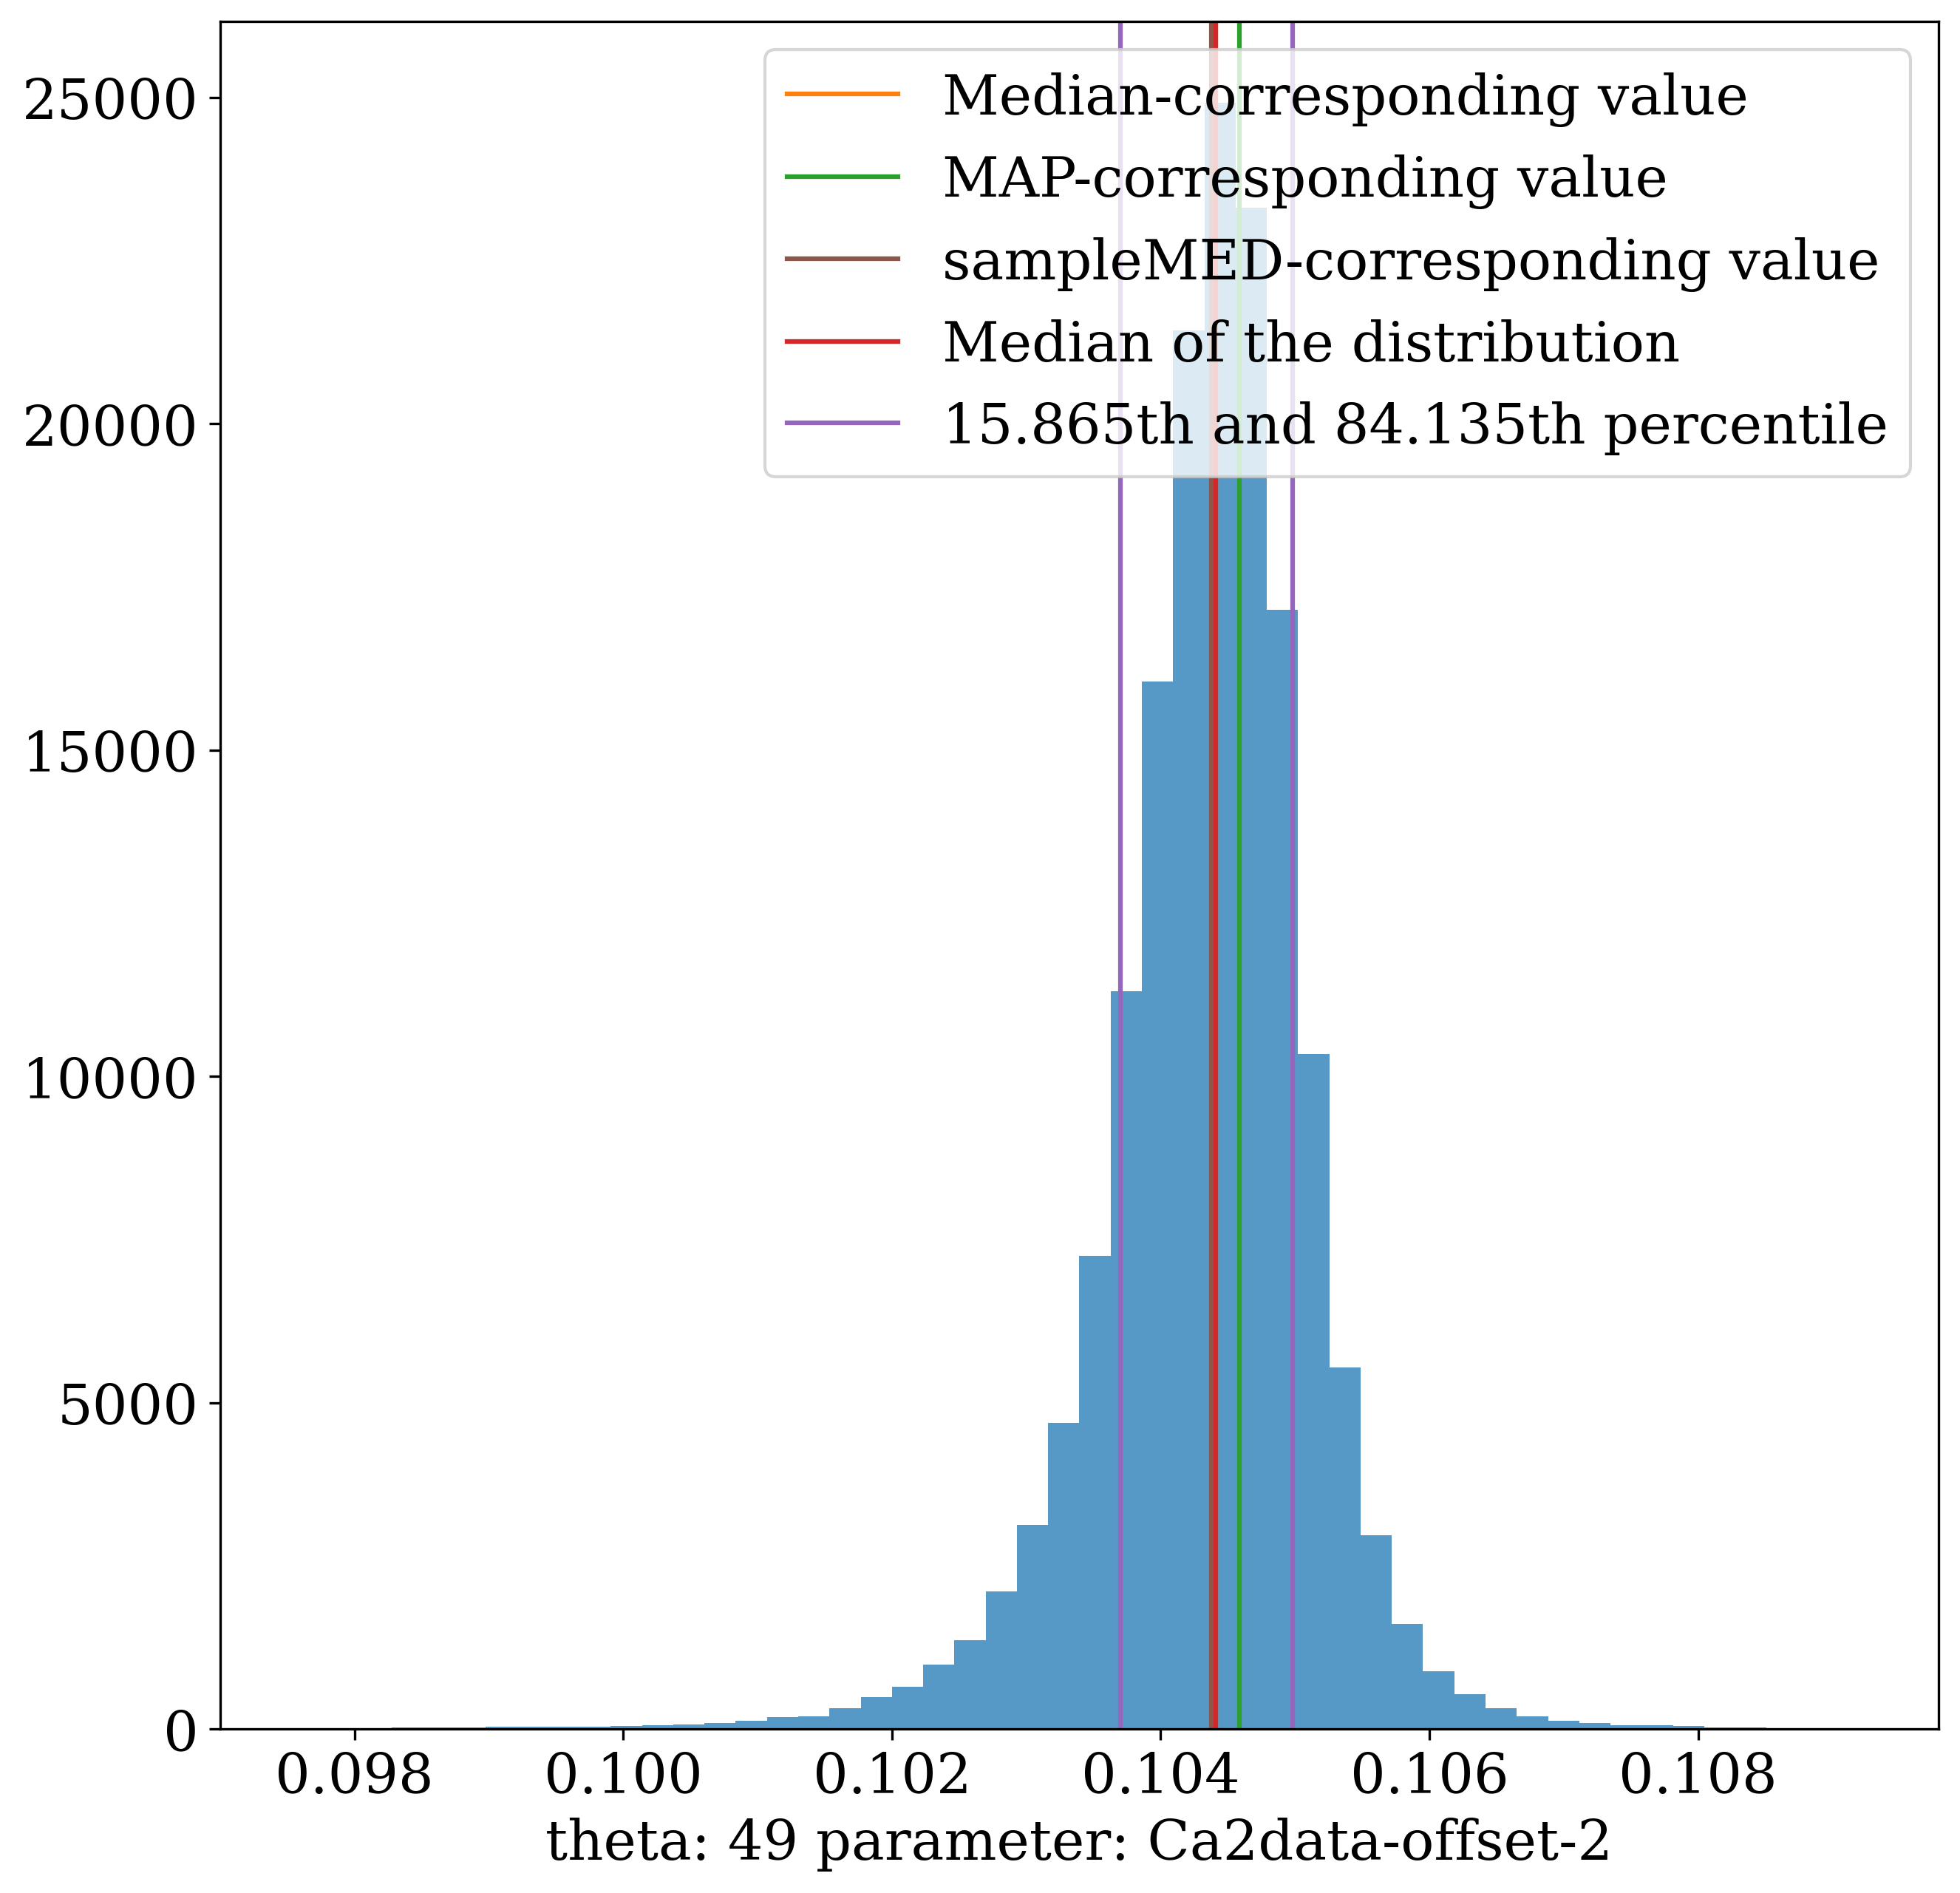 25000
20000
15000
10000
5000
0
Median-corresponding value
MAP-corresponding value
sampleMED-corresponding value
Median of the distribution
15.865th and 84.135th percentile
0.098 0.100 0.102 0.104 0.106 0.108
theta: 49 parameter: Ca2data-offset-2